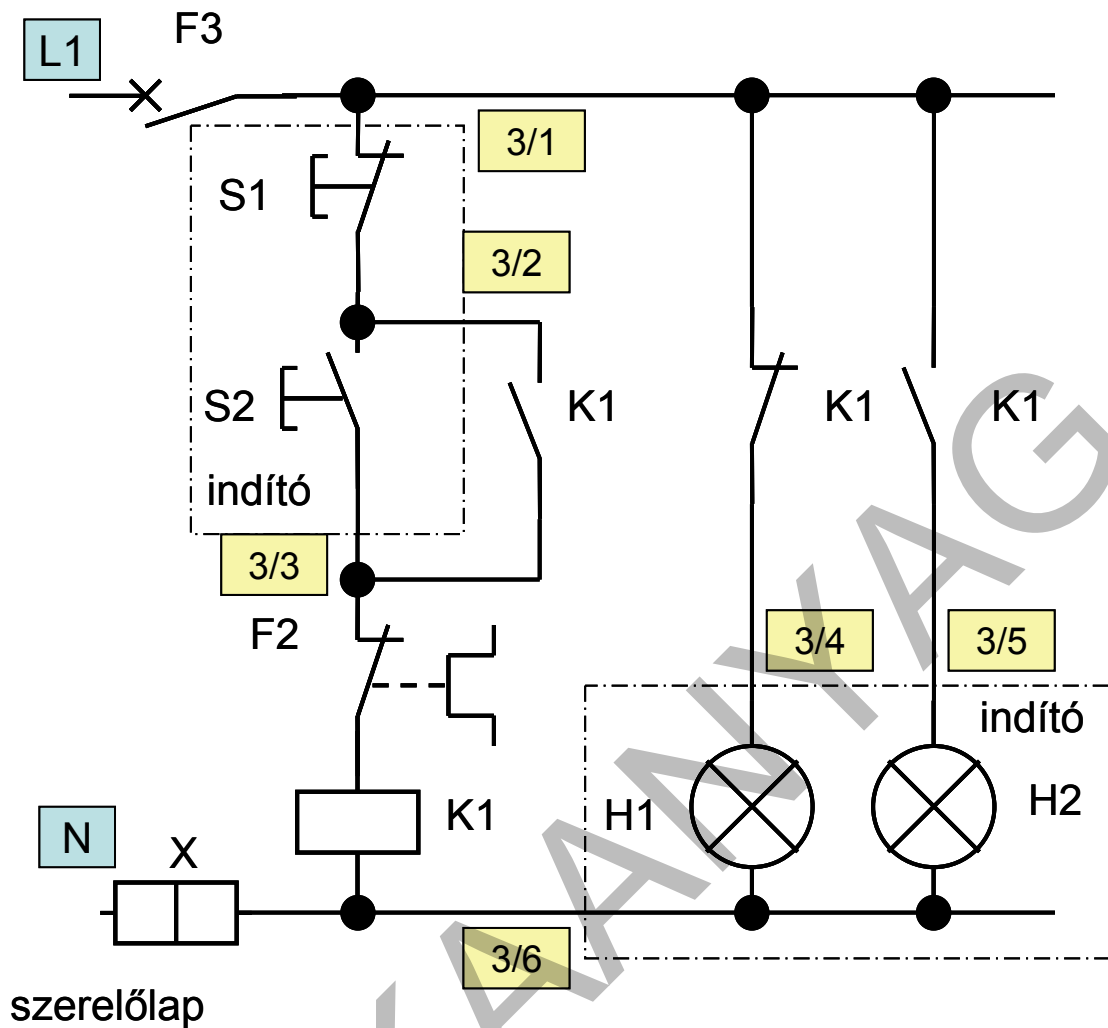 F3
L1
3/1
S1
3/2
S2
K1
K1
K1
indító
3/3
F2
3/4
3/5
indító
K1
H1
H2
N
X
3/6
szerelőlap
KAANYAG